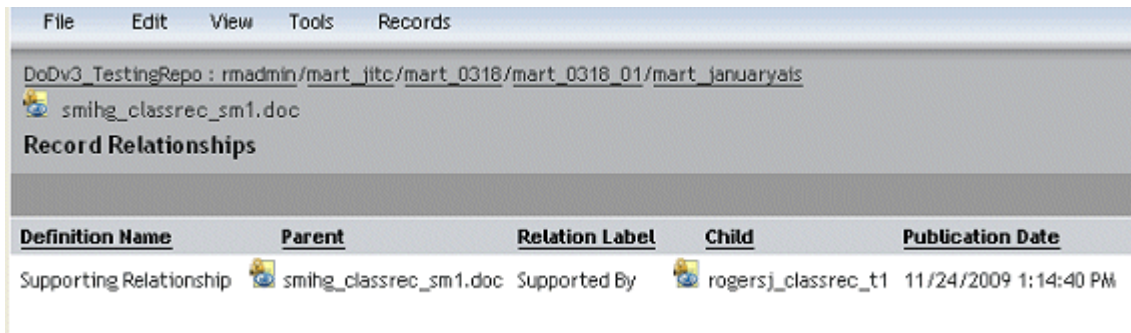 File Edit View Tools Records
DoDv3_TestingRepo : rmadmin/mart_jitc/mart_0318/mart_0318_01/mart_januaryais
smihg_classrec_sm1.doc
Record Relationships
Definition Name Parent Relation Label Child Publication Date
Supporting Relationship smihg_classrec_sm1.doc Supported By rogersj_classrec_t1 11/24/2009 1:14:40 PM